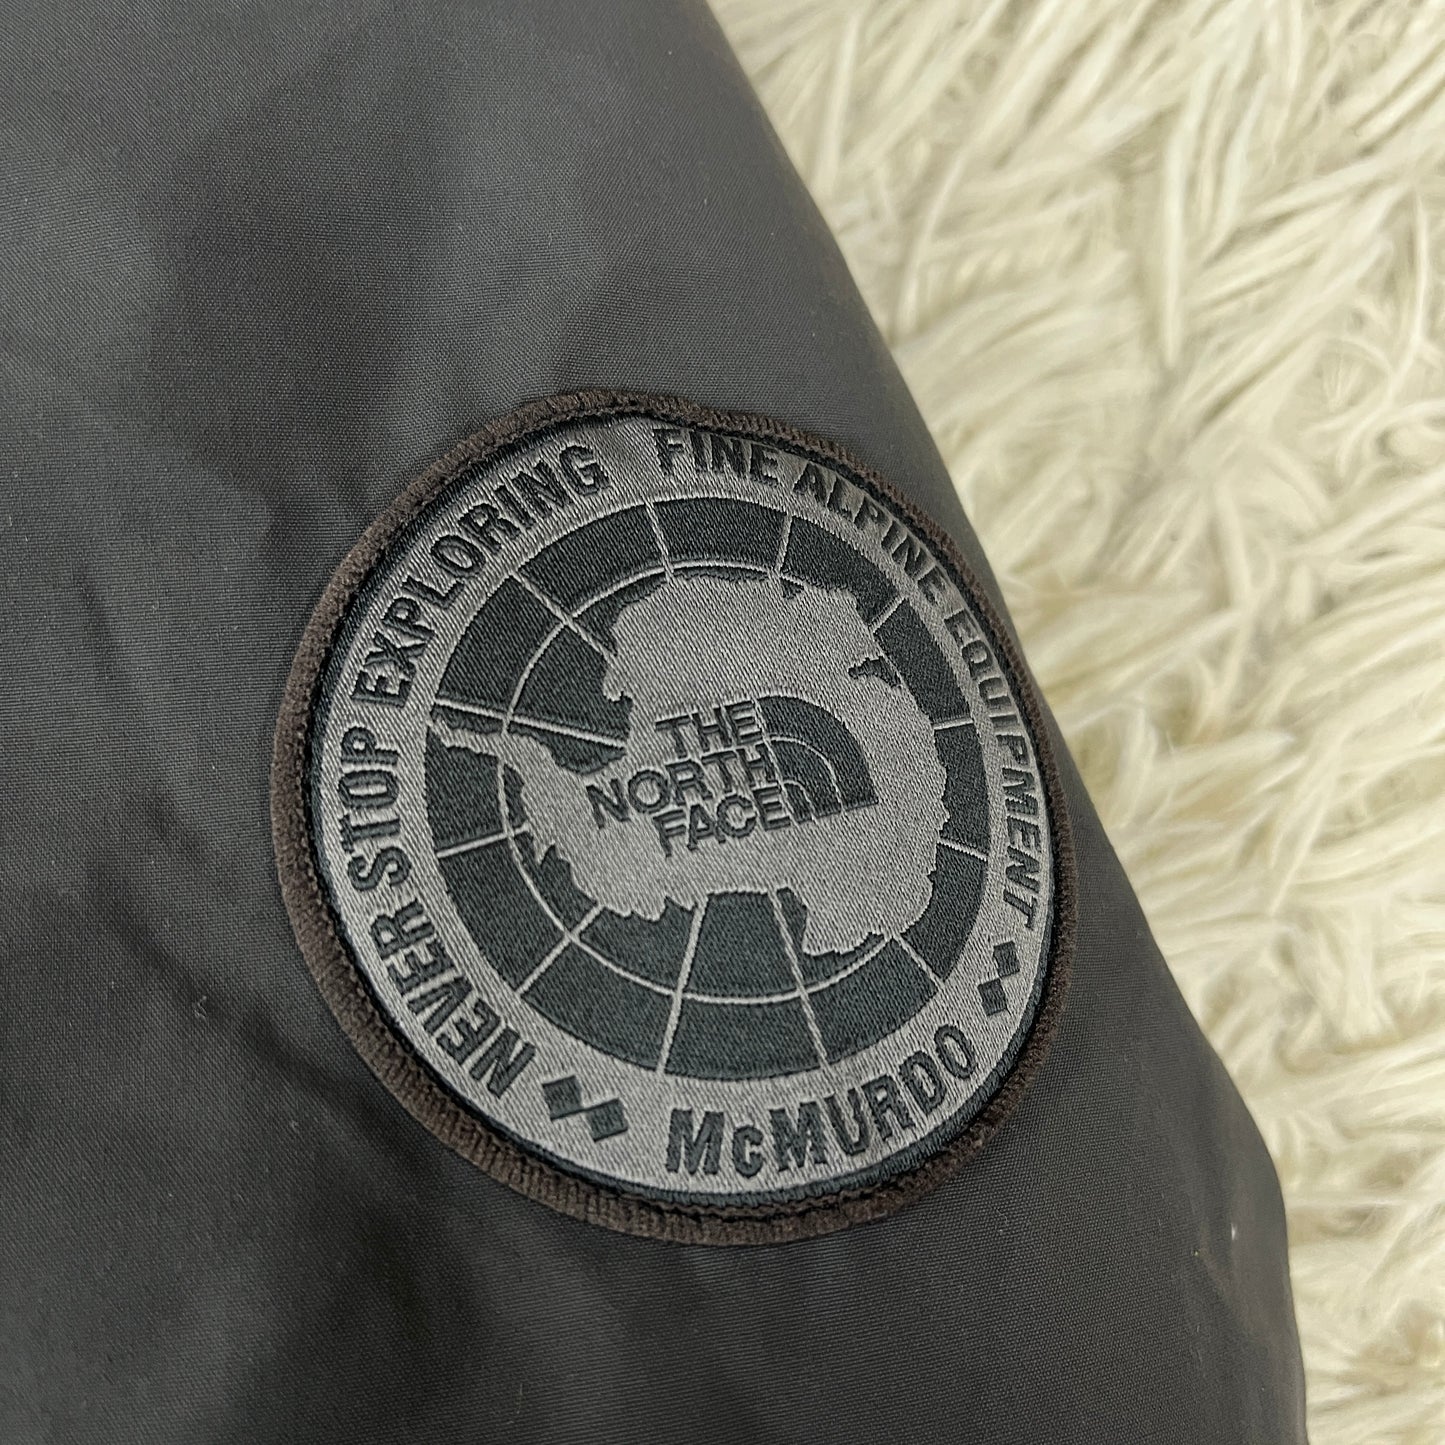 NEVER STOP EXPLORING
FINE ALPINE EQUIPMENT
THE
NORTH
FACE
McMURDO